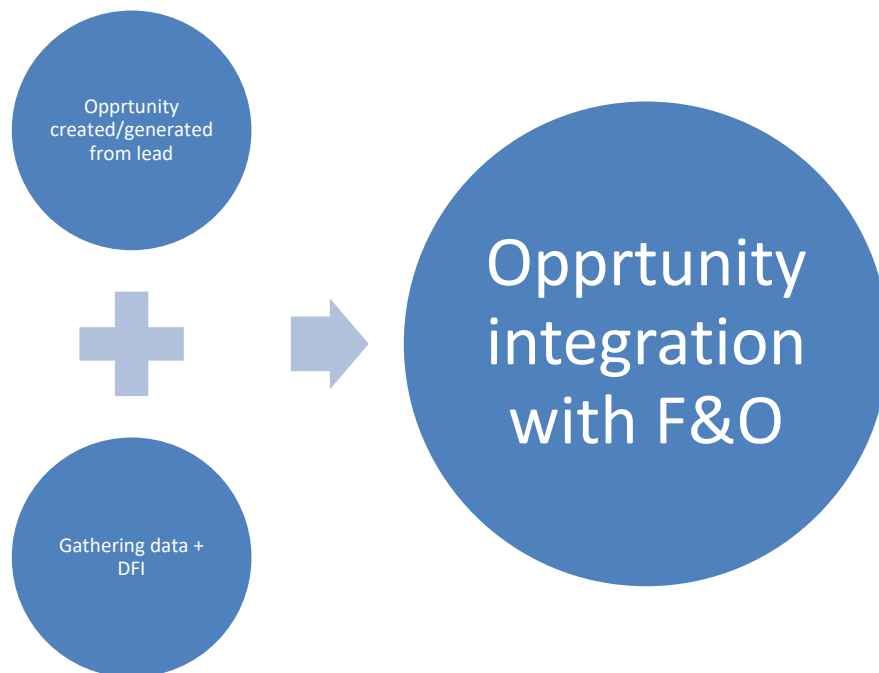 Opprtunity
created/generated
from lead
Gathering data +
DFI
Opprtunity
integration
with F&O